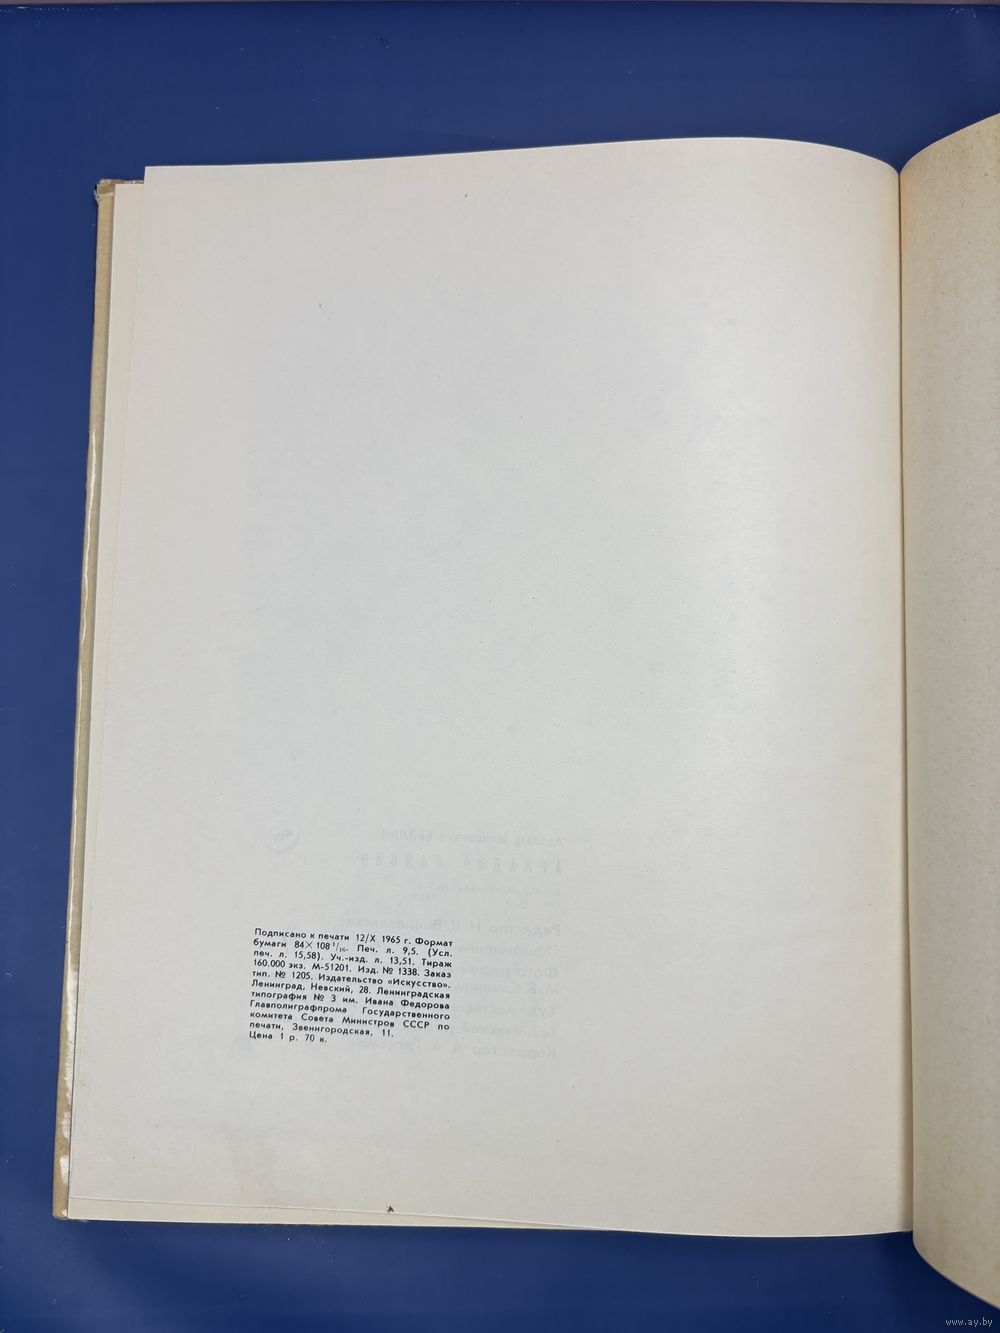 Подписано к печати 12/X 1965 г. Формат
бумаги 84×108 1/16. Печ. л. 9,5. (Усл.
печ. л. 15,58). Уч.-изд. л. 13,51. Тираж
160.000 экз. М-51201. Изд. № 1338. Заказ
тип. № 1205. Издательство «Искусство».
Ленинград, Невский, 28. Ленинградская
типография № 3 им. Ивана Федорова
Главполиграфпрома Государственного
комитета Совета Министров СССР по
печати, Звенигородская, 11.
Цена 1 р. 70 к.
www.ay.by